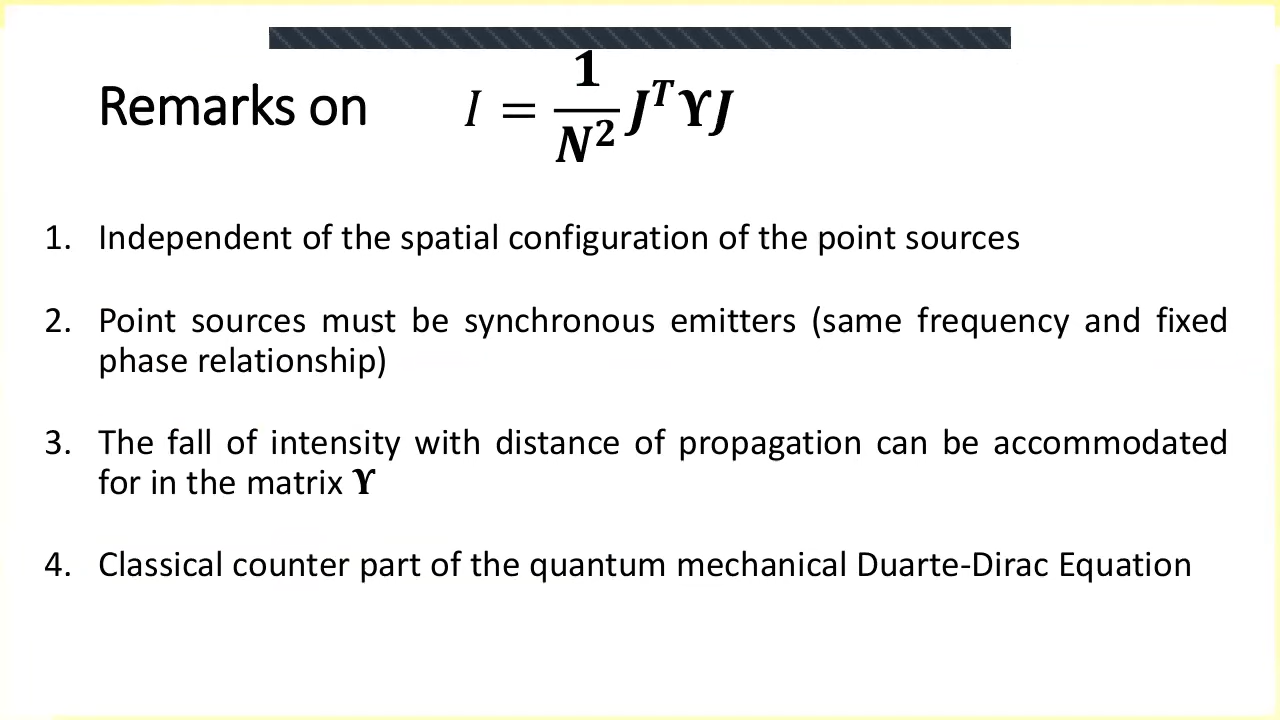 Remarks on I = 1/N² JᵀϒJ
1. Independent of the spatial configuration of the point sources
2. Point sources must be synchronous emitters (same frequency and fixed
phase relationship)
3. The fall of intensity with distance of propagation can be accommodated
for in the matrix ϒ
4. Classical counter part of the quantum mechanical Duarte-Dirac Equation